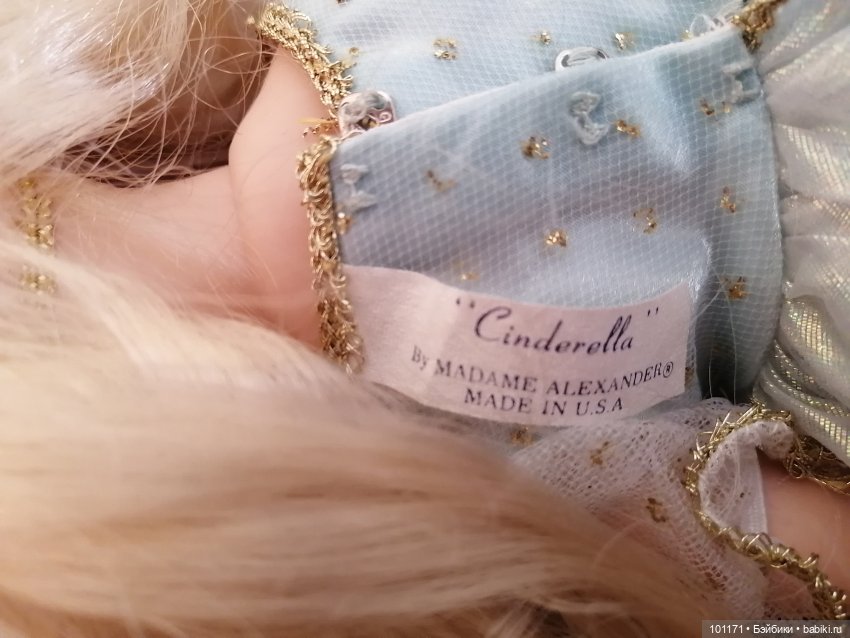 "Cinderella"
By MADAME ALEXANDER®
MADE IN U.S.A
101171 • Бэйбики • babiki.ru